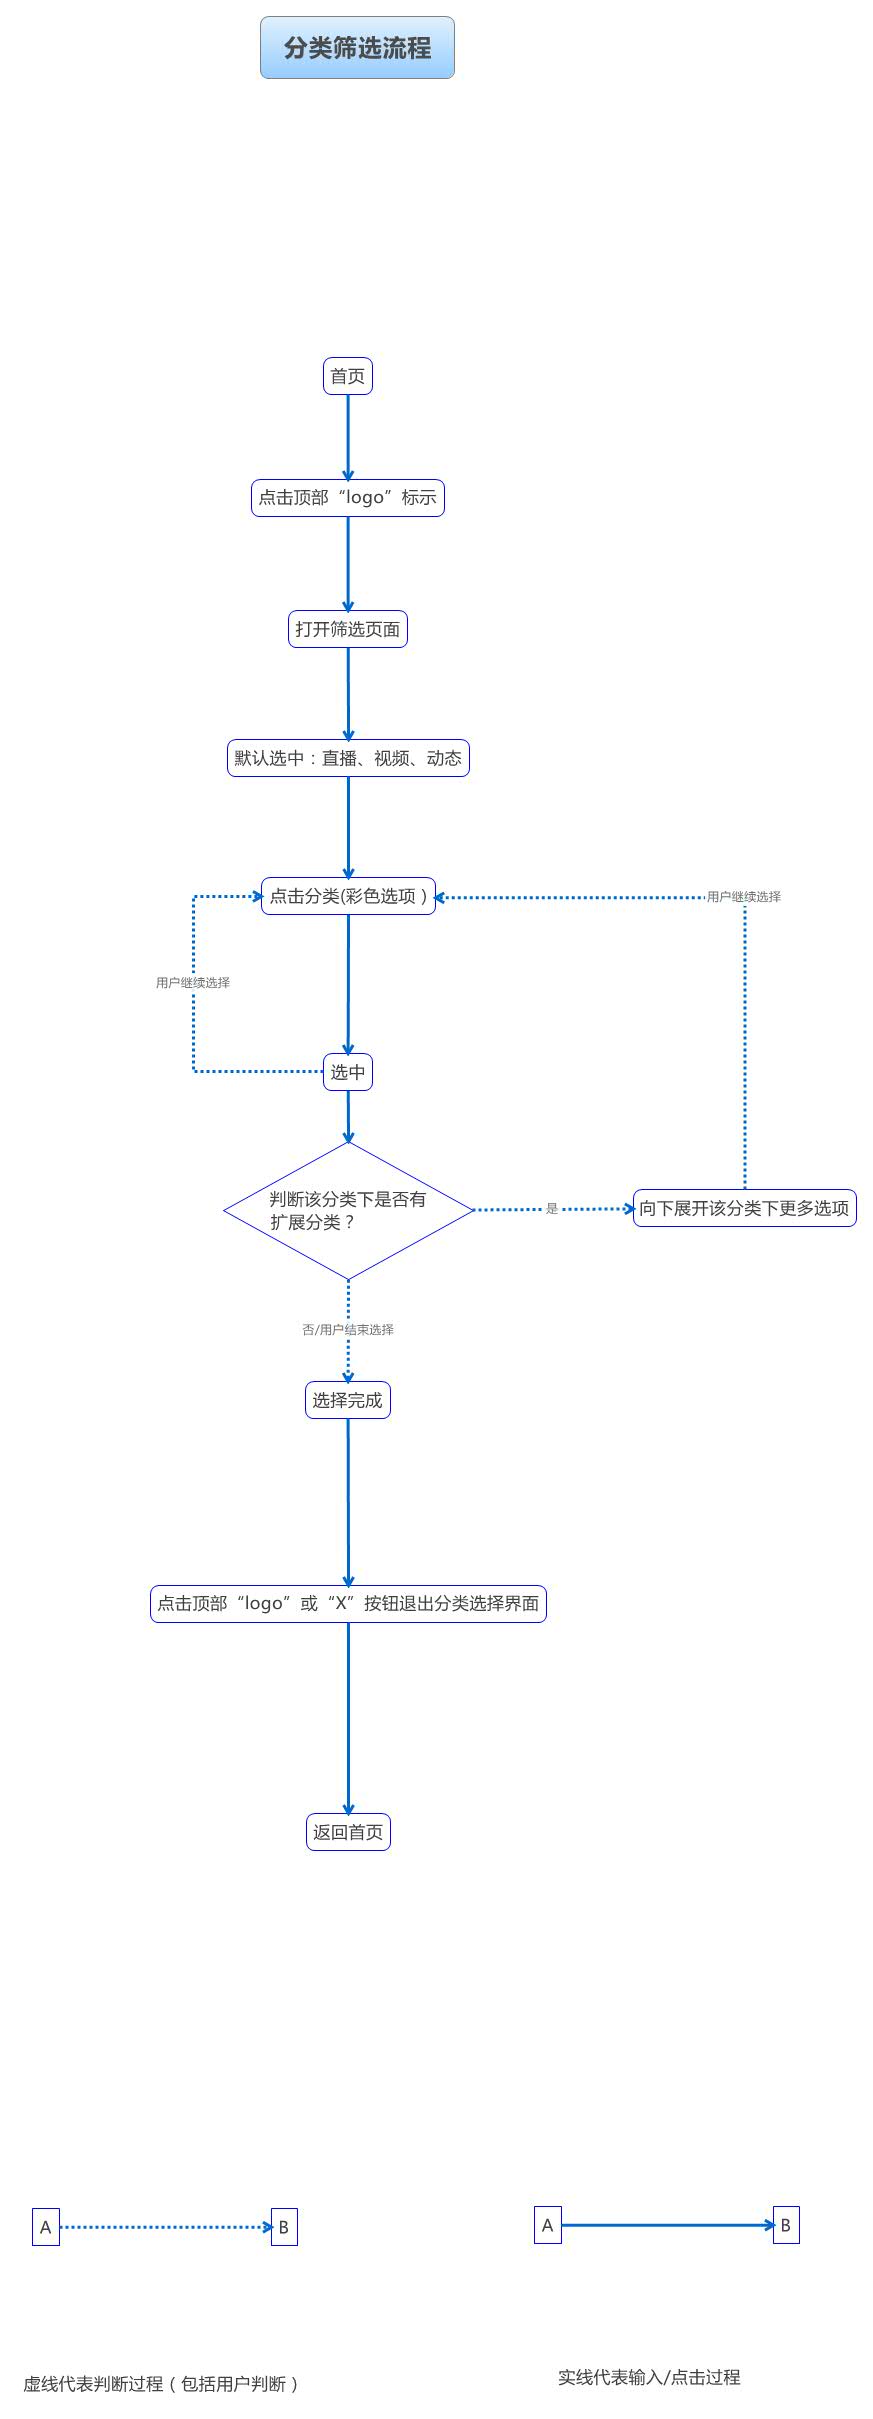 分类筛选流程
首页
点击顶部“logo”标示
打开筛选页面
默认选中：直播、视频、动态
点击分类(彩色选项）
用户继续选择
用户继续选择
选中
判断该分类下是否有
扩展分类？
是
向下展开该分类下更多选项
否/用户结束选择
选择完成
点击顶部“logo”或“X”按钮退出分类选择界面
返回首页
A
B
A
B
虚线代表判断过程（包括用户判断）
实线代表输入/点击过程